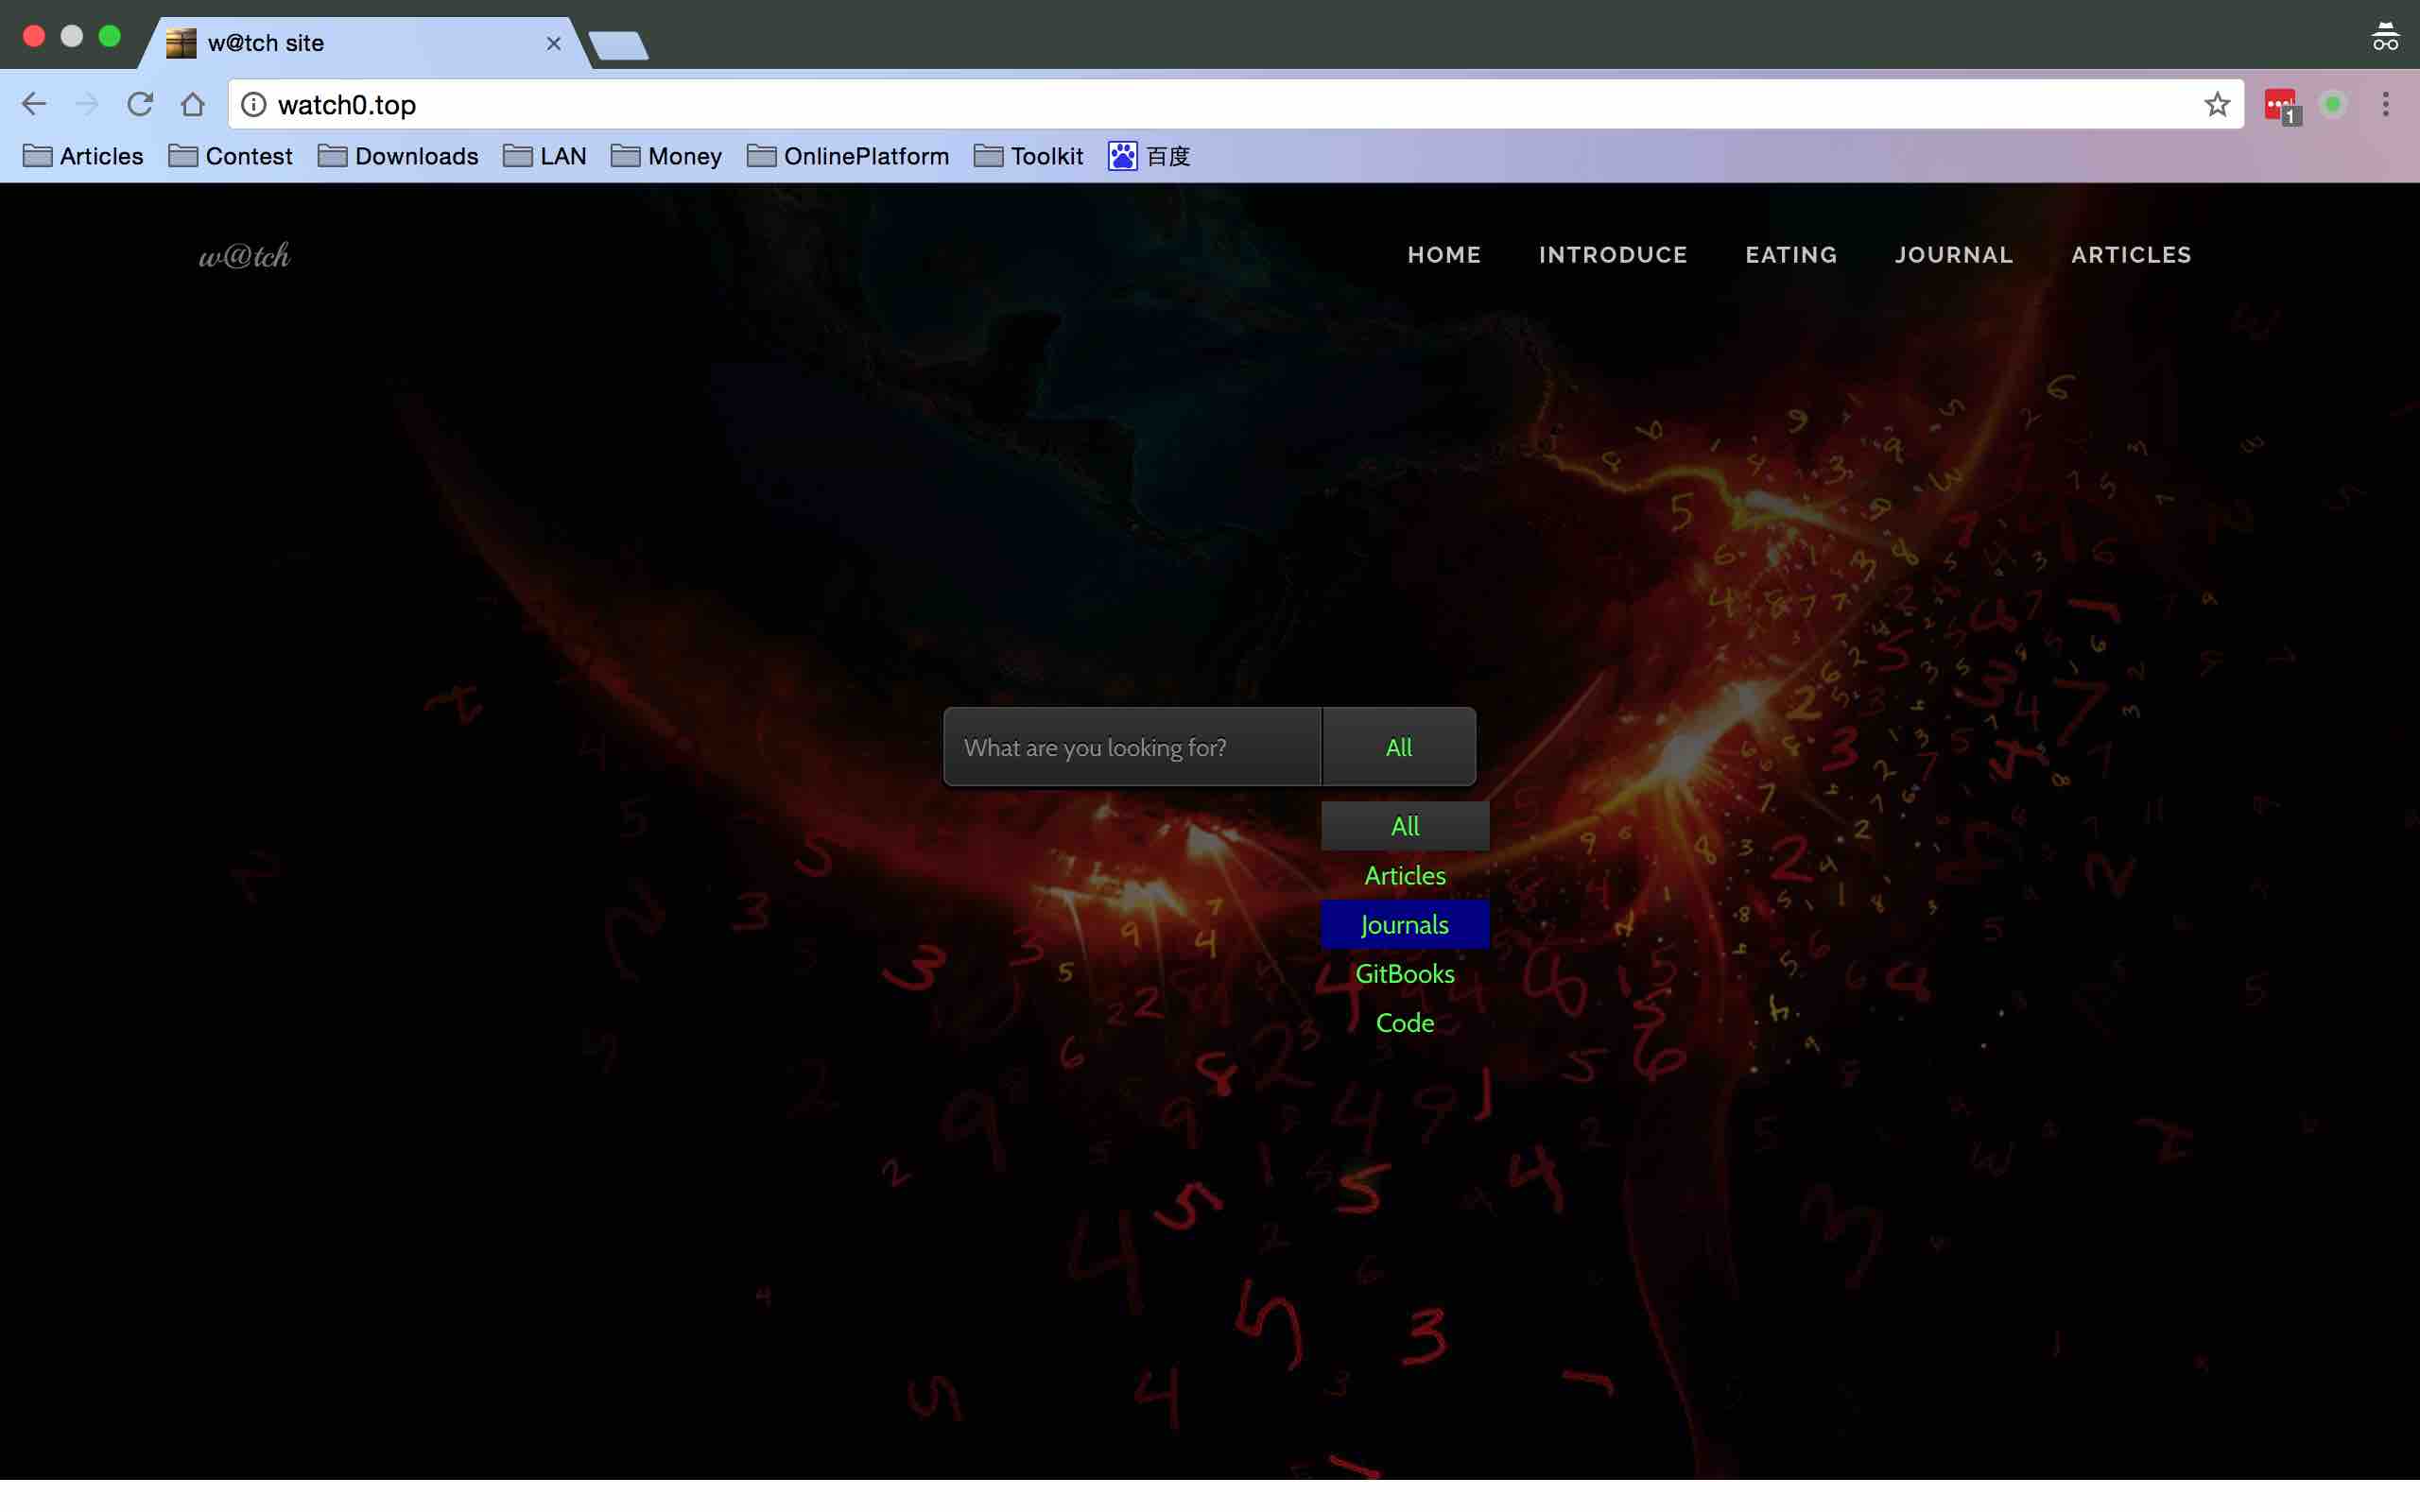 w@tch site
watch0.top
1
Articles Contest Downloads LAN Money OnlinePlatform Toolkit 百度
w@tch HOME INTRODUCE EATING JOURNAL ARTICLES
What are you looking for? All
All
Articles
Journals
GitBooks
Code